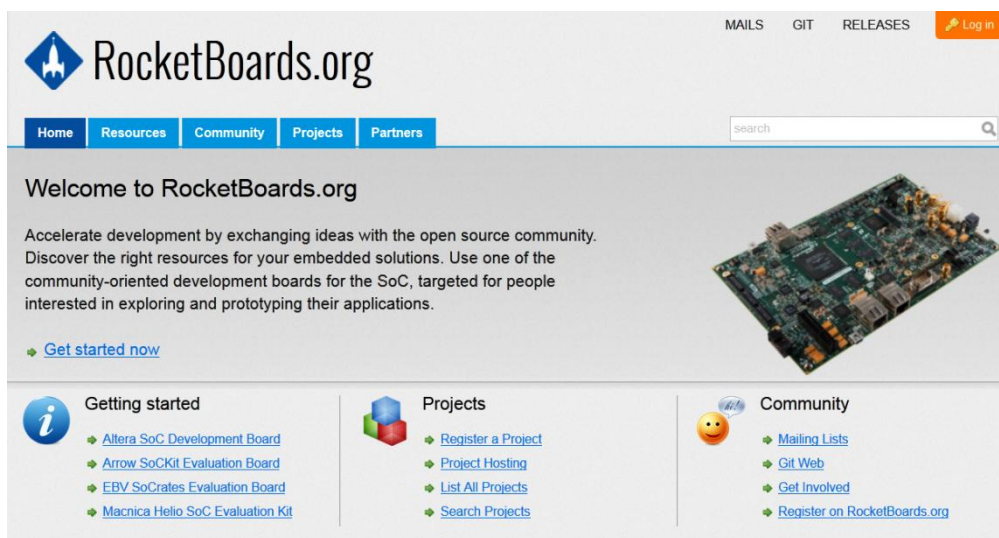 MAILS GIT RELEASES Log in
RocketBoards.org
Home Resources Community Projects Partners
search
Welcome to RocketBoards.org
Accelerate development by exchanging ideas with the open source community.
Discover the right resources for your embedded solutions. Use one of the
community-oriented development boards for the SoC, targeted for people
interested in exploring and prototyping their applications.
Get started now
Getting started
Altera SoC Development Board
Arrow SoCKit Evaluation Board
EBV SoCrates Evaluation Board
Macnica Helio SoC Evaluation Kit
Projects
Register a Project
Project Hosting
List All Projects
Search Projects
Community
Mailing Lists
Git Web
Get Involved
Register on RocketBoards.org